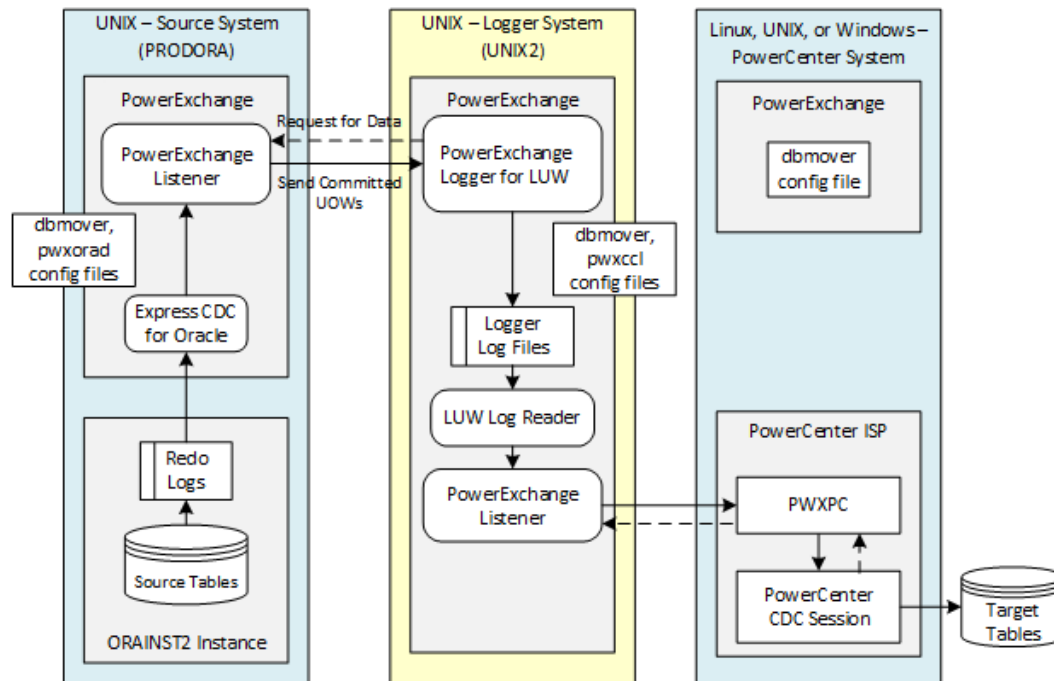 UNIX – Source System
(PRODORA)
PowerExchange
PowerExchange
Listener
dbmover,
pwxorad
config files
Express CDC
for Oracle
Redo
Logs
Source Tables
ORAINST2 Instance
Request for Data
Send Committed
UOWs
UNIX – Logger System
(UNIX2)
PowerExchange
PowerExchange
Logger for LUW
dbmover,
pwxccl
config files
Logger
Log Files
LUW Log Reader
PowerExchange
Listener
Linux, UNIX, or Windows –
PowerCenter System
PowerExchange
dbmover
config file
PowerCenter ISP
PWXPC
PowerCenter
CDC Session
Target
Tables